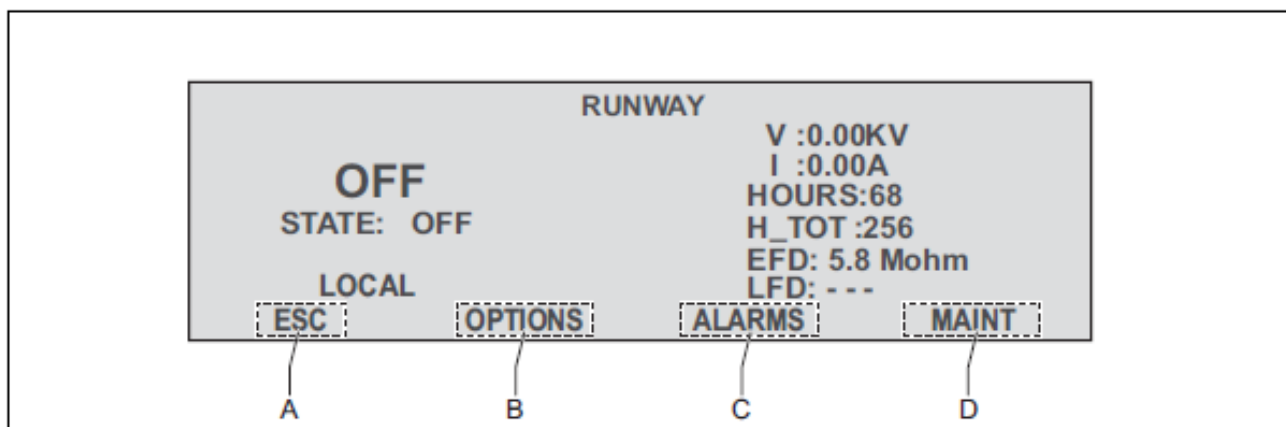 RUNWAY
V :0.00KV
I :0.00A
OFF
HOURS:68
STATE: OFF
H_TOT :256
EFD: 5.8 Mohm
LOCAL
LFD: - - -
ESC OPTIONS ALARMS MAINT
A B C D